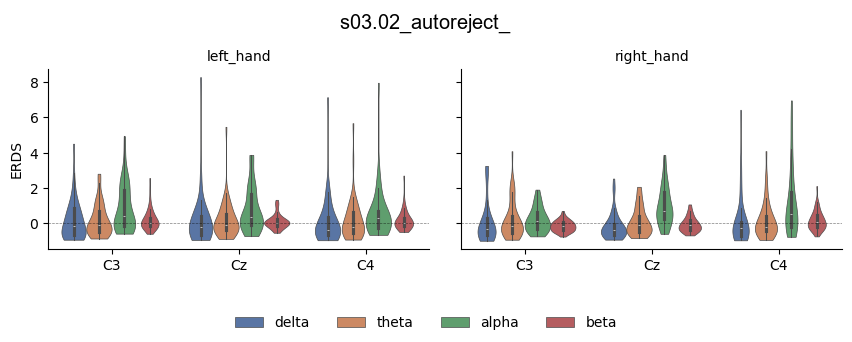 s03.02_autoreject_
left_hand
right_hand
ERDS
8
6
4
2
0
C3
Cz
C4
C3
Cz
C4
delta
theta
alpha
beta